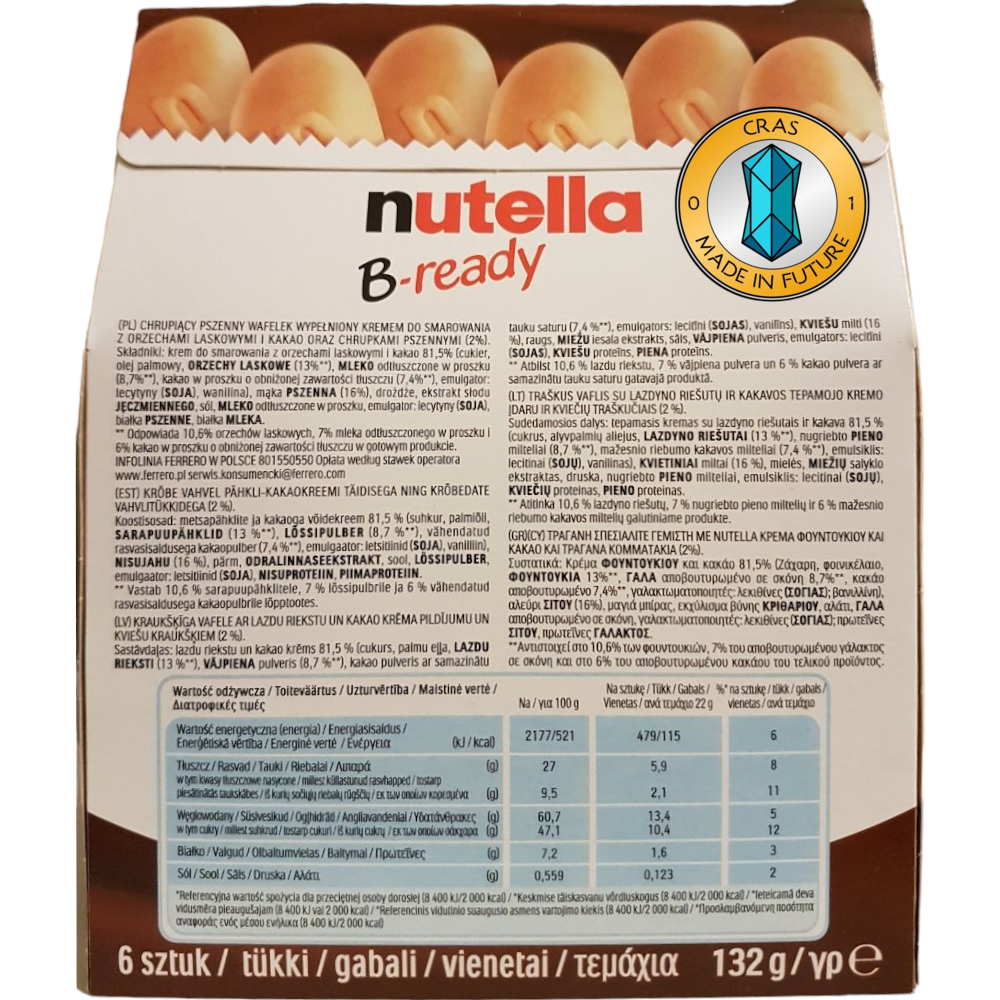 CRAS
0 1
MADE IN FUTURE
nutella
B-ready
(PL) CHRUPIĄCY PSZENNY WAFELEK WYPEŁNIONY KREMEM DO SMAROWANIA
Z ORZECHAMI LASKOWYMI I KAKAO ORAZ CHRUPKAMI PSZENNYMI (2%).
Składniki: krem do smarowania z orzechami laskowymi i kakao 81,5% (cukier,
olej palmowy, ORZECHY LASKOWE (13%**), MLEKO odtłuszczone w proszku
(8,7%**), kakao w proszku o obniżonej zawartości tłuszczu (7,4%**), emulgator:
lecytyny (SOJA), wanilina), mąka PSZENNA (16%), drożdże, ekstrakt słodu
JĘCZMIENNEGO, sól, MLEKO odtłuszczone w proszku, emulgator: lecytyny (SOJA),
białka PSZENNE, białka MLEKA.
** Odpowiada 10,6% orzechów laskowych, 7% mleka odtłuszczonego w proszku i
6% kakao w proszku o obniżonej zawartości tłuszczu w gotowym produkcie.
INFOLINIA FERRERO W POLSCE 801550550 Opłata według stawek operatora
www.ferrero.pl serwis.konsumencki@ferrero.com
(EST) KRÕBE VAHVEL PÄHKLI-KAKAOKREEMI TÄIDISEGA NING KRÕBEDATE
VAHVLITÜKKIDEGA (2 %).
Koostisosad: metsapähklite ja kakaoga võidekreem 81,5 % (suhkur, palmiõli,
SARAPUUPÄHKLID (13 %**), LÕSSIPULBER (8,7 %**), vähendatud
rasvasisaldusega kakaopulber (7,4 %**), emulgaator: letsitiinid (SOJA), vanilliin),
NISUJAHU (16 %), pärm, ODRALINNASEEKSTRAKT, sool, LÕSSIPULBER,
emulgaator: letsitiinid (SOJA), NISUPROTEIIN, PIIMAPROTEIIN.
** Vastab 10,6 % sarapuupähklitele, 7 % lõssipulbrile ja 6 % vähendatud
rasvasisaldusega kakaopulbrile lõpptootes.
(LV) KRAUKŠĶĪGA VAFELE AR LAZDU RIEKSTU UN KAKAO KRĒMA PILDĪJUMU UN
KVIEŠU KRAUKŠĶIEM (2 %).
Sastāvdaļas: lazdu riekstu un kakao krēms 81,5 % (cukurs, palmu eļļa, LAZDU
RIEKSTI (13 %**), VĀJPIENA pulveris (8,7 %**), kakao pulveris ar samazinātu
tauku saturu (7,4 %**), emulgators: lecitīni (SOJAS), vanilīns), KVIEŠU milti (16
%), raugs, MIEŽU iesala ekstrakts, sāls, VĀJPIENA pulveris, emulgators: lecitīni
(SOJAS), KVIEŠU proteīns, PIENA proteīns.
** Atbilst 10,6 % lazdu riekstu, 7 % vājpiena pulvera un 6 % kakao pulvera ar
samazinātu tauku saturu gatavajā produktā.
(LT) TRAŠKUS VAFLIS SU LAZDYNO RIEŠUTŲ IR KAKAVOS TEPAMOJO KREMO
ĮDARU IR KVIEČIŲ TRAŠKUČIAIS (2 %).
Sudedamosios dalys: tepamasis kremas su lazdyno riešutais ir kakava 81,5 %
(cukrus, alyvpalmių aliejus, LAZDYNO RIEŠUTAI (13 %**), nugriebto PIENO
milteliai (8,7 %**), mažesnio riebumo kakavos milteliai (7,4 %**), emulsiklis:
lecitinai (SOJŲ), vanilinas), KVIETINIAI miltai (16 %), mielės, MIEŽIŲ salyklo
ekstraktas, druska, nugriebto PIENO milteliai, emulsiklis: lecitinai (SOJŲ),
KVIEČIŲ proteinas, PIENO proteinas.
** Atitinka 10,6 % lazdyno riešutų, 7 % nugriebto pieno miltelių ir 6 % mažesnio
riebumo kakavos miltelių galutiniame produkte.
(GR)(CY) ΤΡΑΓΑΝΗ ΣΠΕΣΙΑΛΙΤΕ ΓΕΜΙΣΤΗ ΜΕ NUTELLA ΚΡΕΜΑ ΦΟΥΝΤΟΥΚΙΟΥ ΚΑΙ
ΚΑΚΑΟ ΚΑΙ ΤΡΑΓΑΝΑ ΚΟΜΜΑΤΑΚΙΑ (2%).
Συστατικά: Κρέμα ΦΟΥΝΤΟΥΚΙΟΥ και κακάο 81,5% (Ζάχαρη, φοινικέλαιο,
ΦΟΥΝΤΟΥΚΙΑ 13%**, ΓΑΛΑ αποβουτυρωμένο σε σκόνη 8,7%**, κακάο
αποβουτυρωμένο 7,4%**, γαλακτωματοποιητές: λεκιθίνες (ΣΟΓΙΑΣ); βανιλλίνη),
αλεύρι ΣΙΤΟΥ (16%), μαγιά μπίρας, εκχύλισμα βύνης ΚΡΙΘΑΡΙΟΥ, αλάτι, ΓΑΛΑ
αποβουτυρωμένο σε σκόνη, γαλακτωματοποιητές: λεκιθίνες (ΣΟΓΙΑΣ); πρωτεΐνες
ΣΙΤΟΥ, πρωτεΐνες ΓΑΛΑΚΤΟΣ.
**Αντιστοιχεί στο 10,6% των φουντουκιών, 7% του αποβουτυρωμένου γάλακτος
σε σκόνη και στο 6% του αποβουτυρωμένου κακάου του τελικού προϊόντος.
Wartość odżywcza / Toiteväärtus / Uzturvērtība / Maistinė vertė /
Διατροφικές τιμές
Na / για 100 g
Na sztukę / Tükk / Gabals /
Vienetas / ανά τεμάχιο 22 g
%* na sztukę / tükk / gabals /
vienetas / ανά τεμάχιο
Wartość energetyczna (energia) / Energiasisaldus /
Enerģētiskā vērtība / Energinė vertė / Ενέργεια (kJ / kcal) 2177/521 479/115 6
Tłuszcz / Rasvad / Tauki / Riebalai / Λιπαρά (g) 27 5,9 8
w tym kwasy tłuszczowe nasycone / millest küllastunud rasvhapped / tostarp
piesātinātās taukskābes / iš kurių sočiųjų riebalų rūgščių / εκ των οποίων κορεσμένα (g) 9,5 2,1 11
Węglowodany / Süsivesikud / Ogļhidrāti / Angliavandeniai / Υδατάνθρακες (g) 60,7 13,4 5
w tym cukry / millest suhkrud / tostarp cukuri / iš kurių cukrų / εκ των οποίων σάκχαρα (g) 47,1 10,4 12
Białko / Valgud / Olbaltumvielas / Baltymai / Πρωτεΐνες (g) 7,2 1,6 3
Sól / Sool / Sāls / Druska / Αλάτι (g) 0,559 0,123 2
*Referencyjna wartość spożycia dla przeciętnej osoby dorosłej (8 400 kJ/2 000 kcal) / *Keskmise täiskasvanu võrdluskogus (8 400 kJ/2 000 kcal) / *Ieteicamā deva
vidusmēra pieaugušajam (8 400 kJ vai 2 000 kcal) / *Referencinis vidutinio suaugusio asmens vartojimo kiekis (8 400 kJ/2 000 kcal) / *Προσλαμβανόμενη ποσότητα
αναφοράς ενός μέσου ενήλικα (8 400 kJ/2 000 kcal)
6 sztuk / tükki / gabali / vienetai / τεμάχια 132 g / γρ e